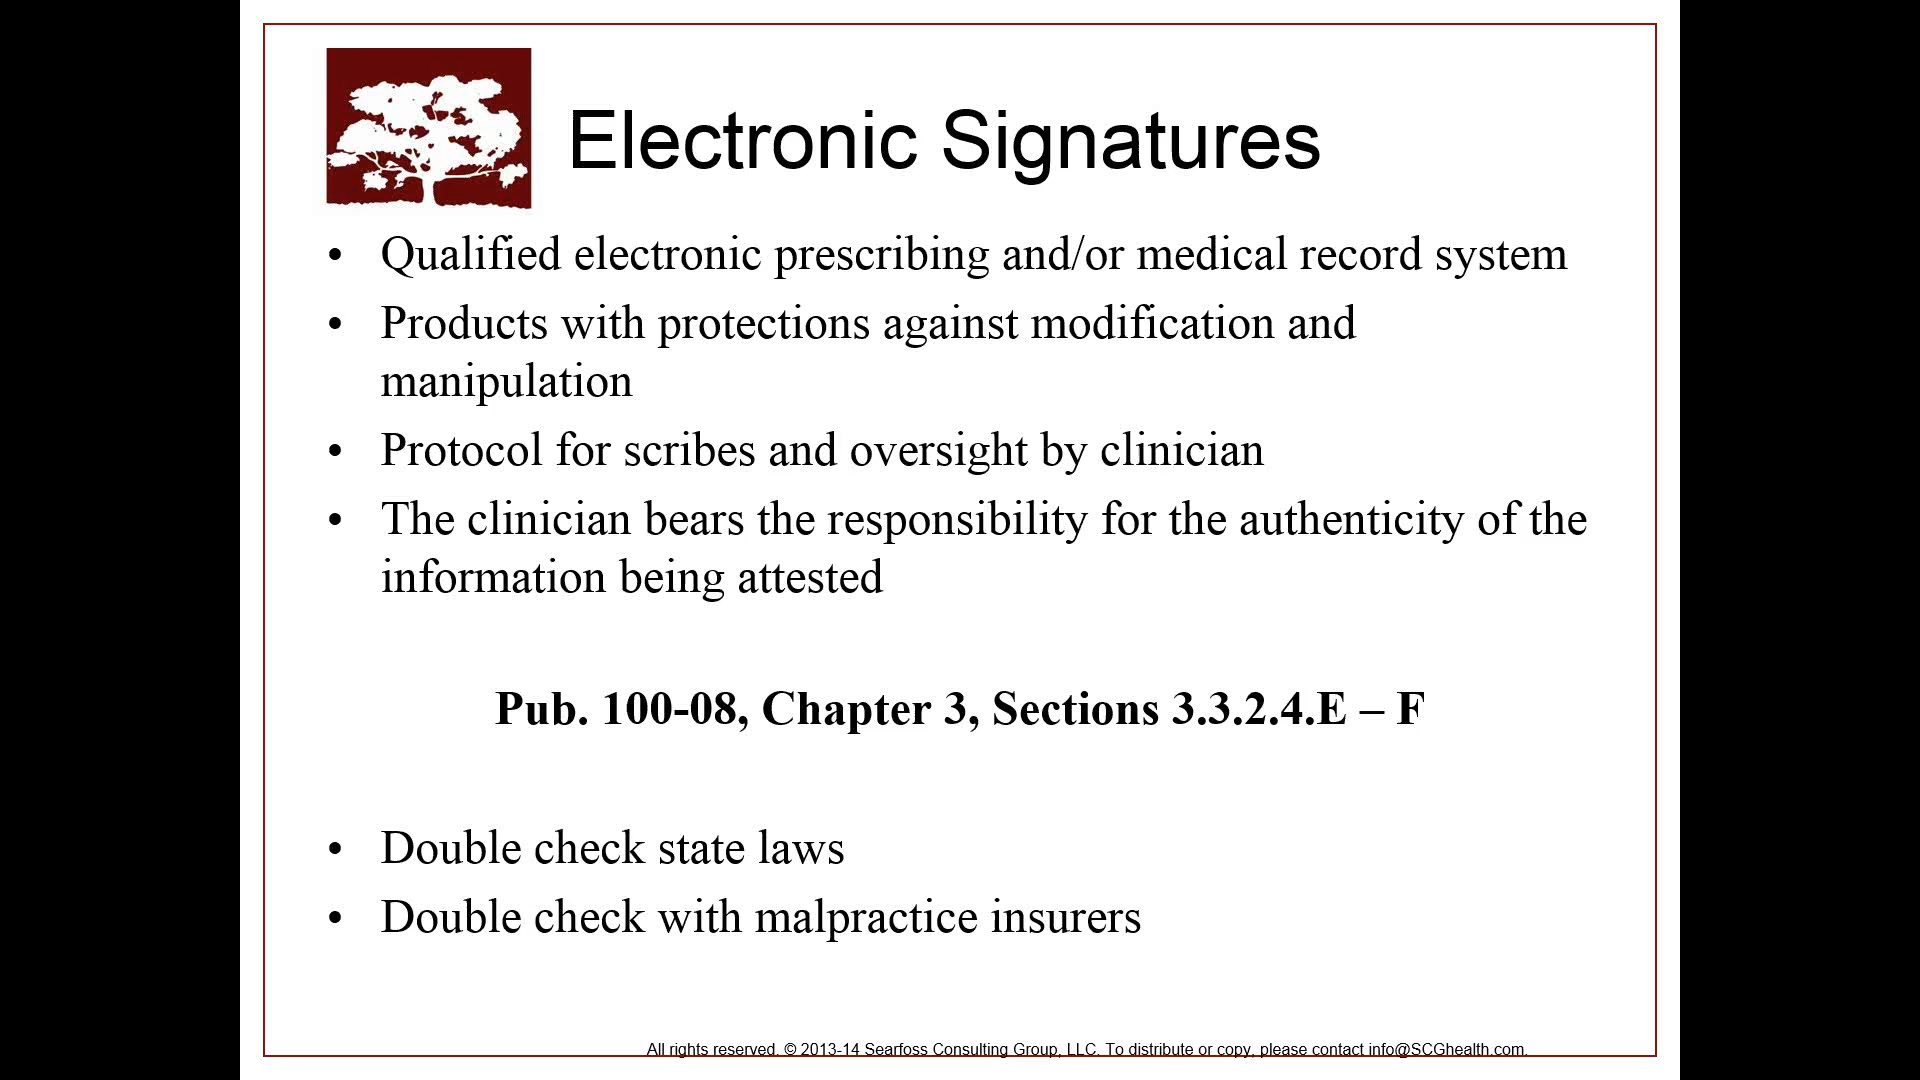 Electronic Signatures
• Qualified electronic prescribing and/or medical record system
• Products with protections against modification and
manipulation
• Protocol for scribes and oversight by clinician
• The clinician bears the responsibility for the authenticity of the
information being attested
Pub. 100-08, Chapter 3, Sections 3.3.2.4.E – F
• Double check state laws
• Double check with malpractice insurers
All rights reserved. © 2013-14 Searfoss Consulting Group, LLC. To distribute or copy, please contact info@SCGhealth.com.